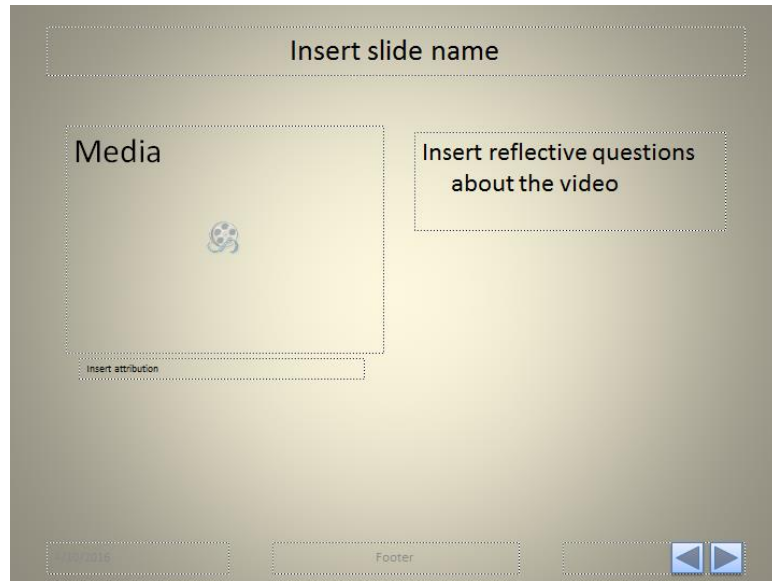 Insert slide name
Media
Insert reflective questions
about the video
Insert attribution
Footer